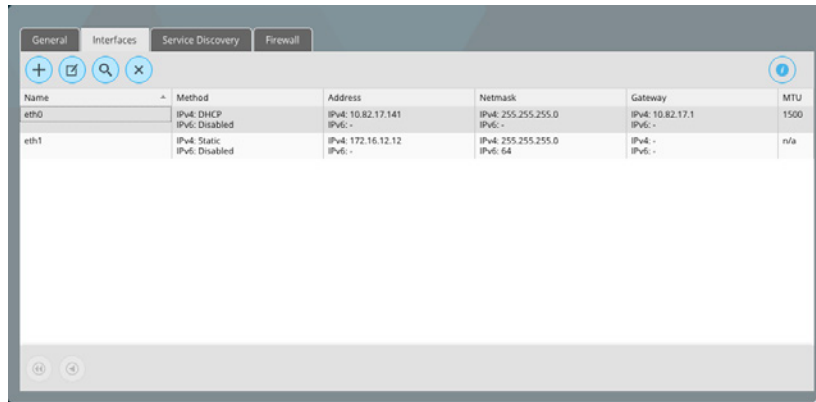 General Interfaces Service Discovery Firewall
Name Method Address Netmask Gateway MTU
eth0 IPv4: DHCP IPv4: 10.82.17.141 IPv4: 255.255.255.0 IPv4: 10.82.17.1 1500
IPv6: Disabled IPv6: - IPv6: - IPv6: -
eth1 IPv4: Static IPv4: 172.16.12.12 IPv4: 255.255.255.0 IPv4: - n/a
IPv6: Disabled IPv6: - IPv6: 64 IPv6: -